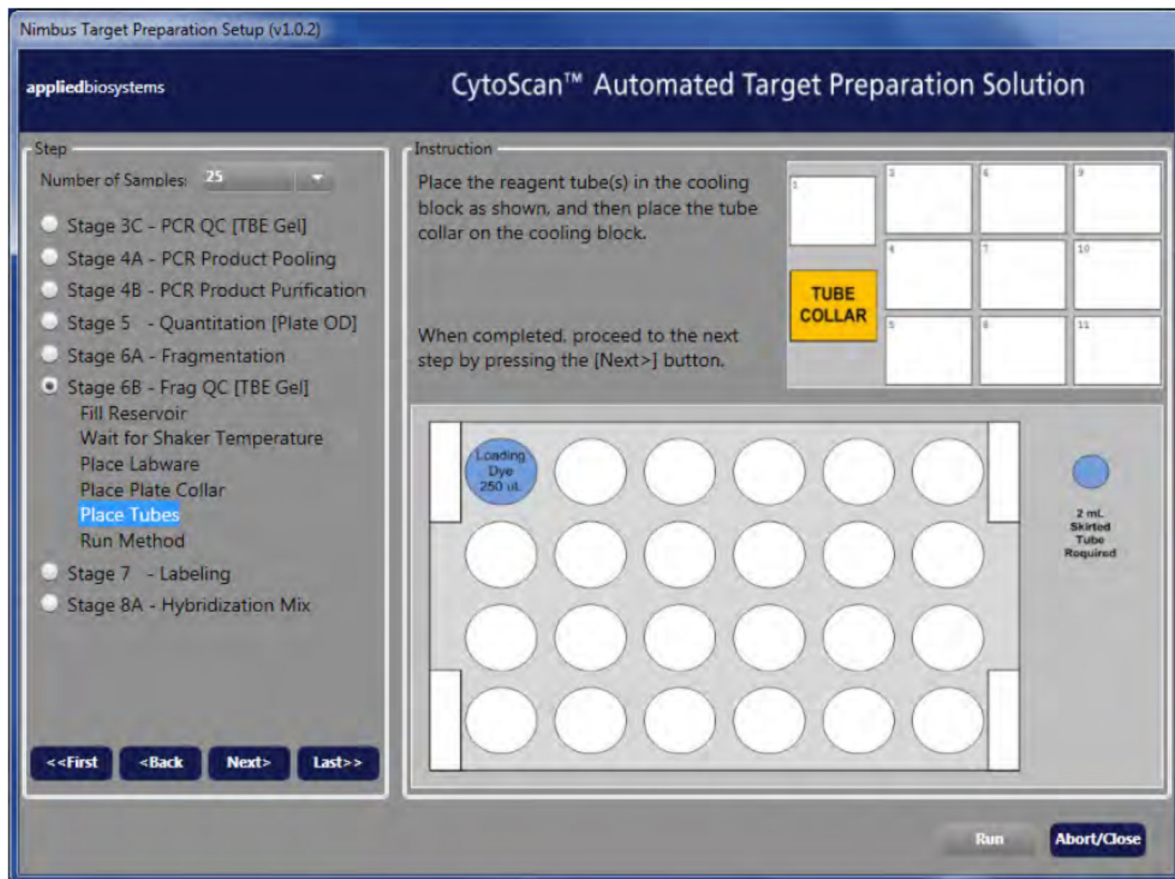 Nimbus Target Preparation Setup (v1.0.2)
appliedbiosystems
CytoScan™ Automated Target Preparation Solution
Step
Number of Samples: 25
Stage 3C - PCR QC [TBE Gel]
Stage 4A - PCR Product Pooling
Stage 4B - PCR Product Purification
Stage 5 - Quantitation [Plate OD]
Stage 6A - Fragmentation
Stage 6B - Frag QC [TBE Gel]
Fill Reservoir
Wait for Shaker Temperature
Place Labware
Place Plate Collar
Place Tubes
Run Method
Stage 7 - Labeling
Stage 8A - Hybridization Mix
<<First
<Back
Next>
Last>>
Instruction
Place the reagent tube(s) in the cooling
block as shown, and then place the tube
collar on the cooling block.
When completed, proceed to the next
step by pressing the [Next>] button.
1
3
6
9
4
7
10
TUBE
COLLAR
5
8
11
Loading
Dye
250 uL
2 mL
Skirted
Tube
Required
Run
Abort/Close